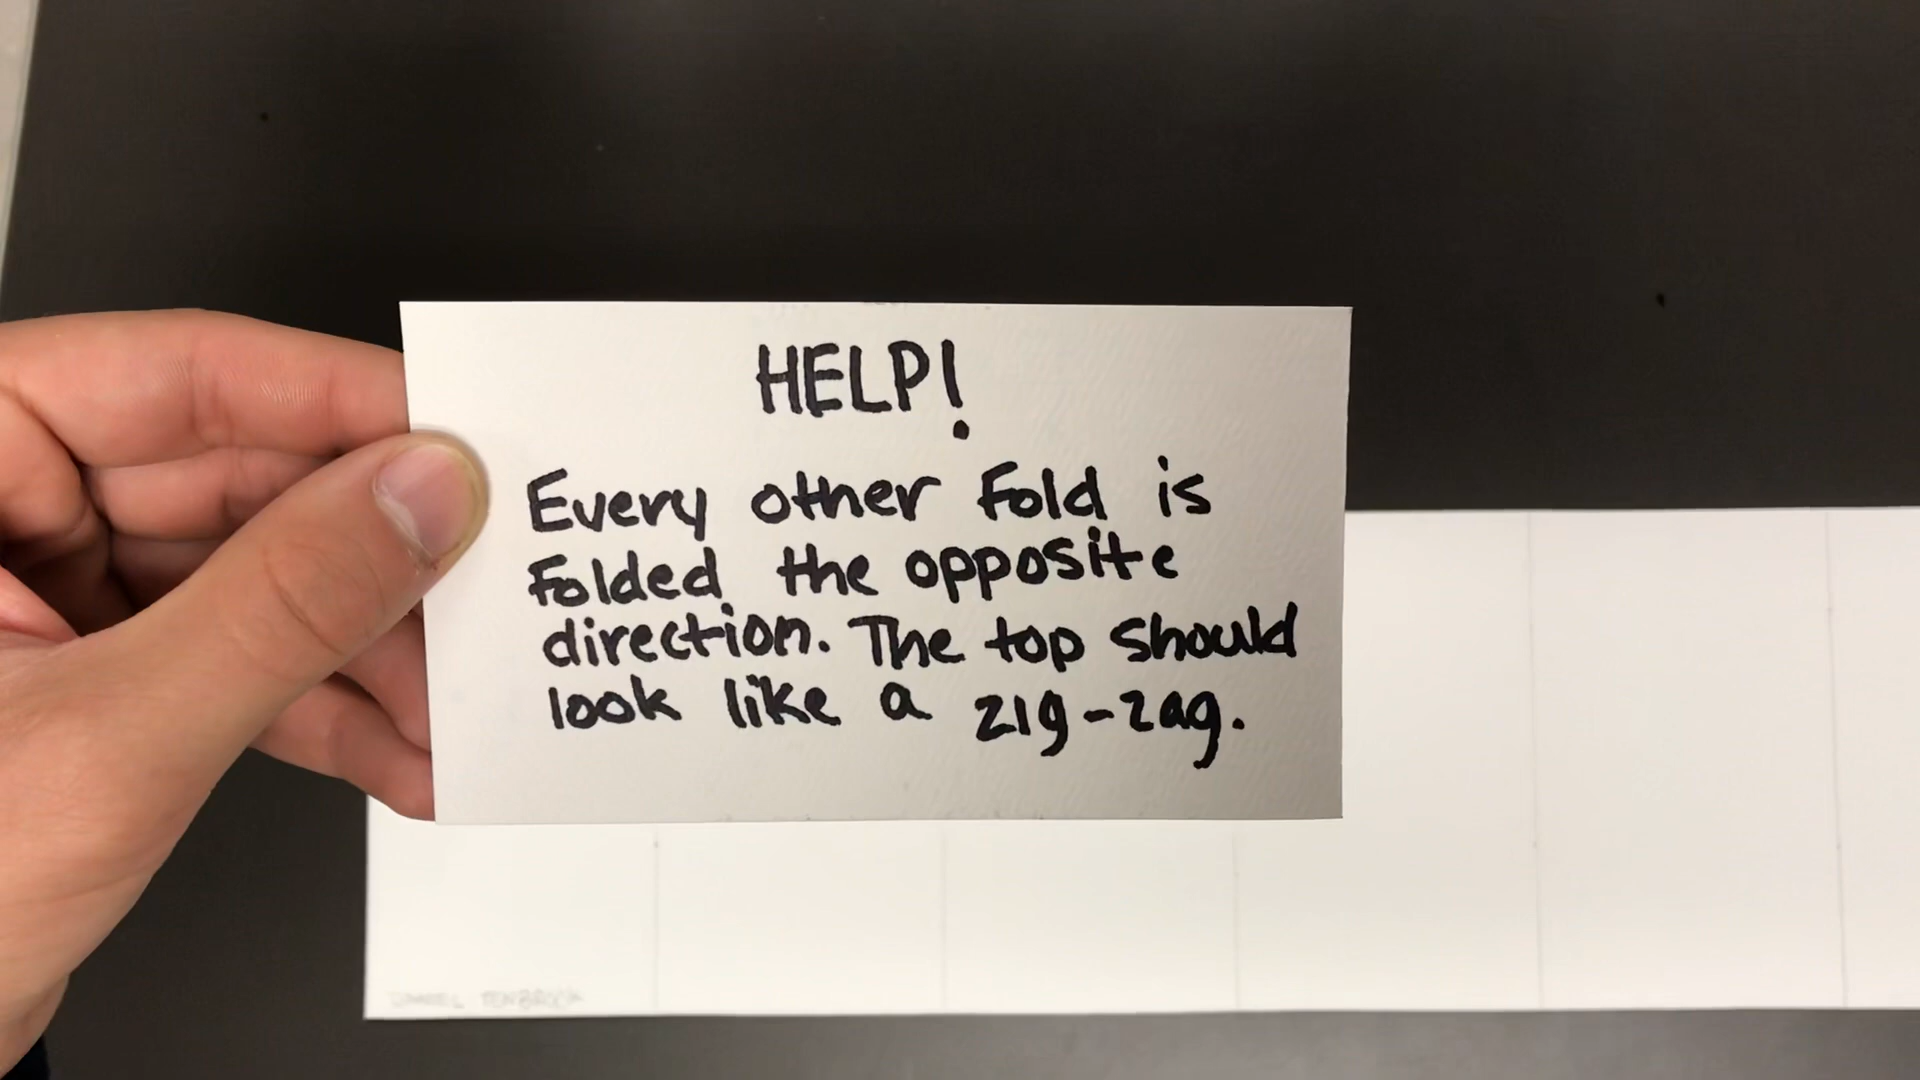 HELP!
Every other fold is
folded the opposite
direction. The top should
look like a zig-zag.